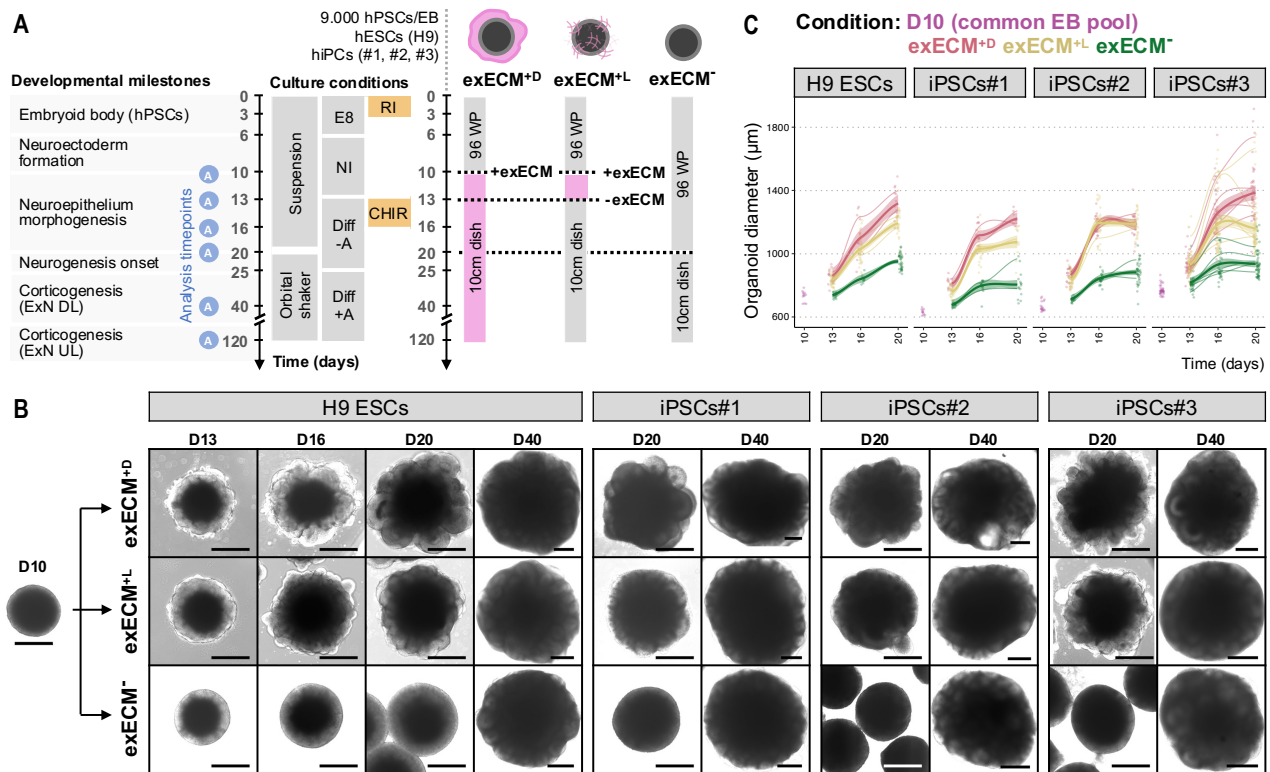 A
9.000 hPSCs/EB
hESCs (H9)
hiPCs (#1, #2, #3)
exECM+D
exECM+L
exECM-
Developmental milestones
Culture conditions
Embryoid body (hPSCs)
Neuroectoderm
formation
Neuroepithelium
morphogenesis
Neurogenesis onset
Corticogenesis
(ExN DL)
Corticogenesis
(ExN UL)
Analysis timepoints
A
A
A
A
A
A
0
3
6
10
13
16
20
25
40
120
Suspension
Orbital
shaker
E8
NI
Diff
-A
Diff
+A
RI
CHIR
Time (days)
0
3
6
10
13
16
20
25
40
120
96 WP
10cm dish
96 WP
10cm dish
96 WP
10cm dish
+exECM
+exECM
-exECM
C
Condition: D10 (common EB pool)
exECM+D exECM+L exECM-
H9 ESCs
iPSCs#1
iPSCs#2
iPSCs#3
Organoid diameter (µm)
1800
1400
1000
600
10 13 16 20
10 13 16 20
10 13 16 20
10 13 16 20
Time (days)
B
H9 ESCs
iPSCs#1
iPSCs#2
iPSCs#3
D13 D16 D20 D40
D20 D40
D20 D40
D20 D40
D10
exECM+D
exECM+L
exECM-